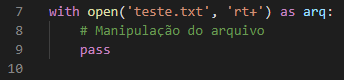 7 with open('teste.txt', 'rt+') as arq:
8     # Manipulação do arquivo
9     pass
10